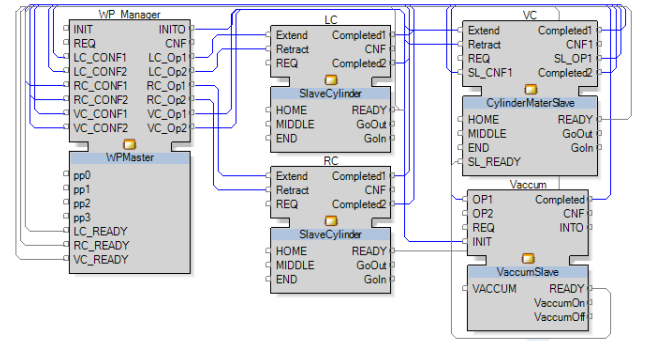 WP_Manager
INIT INITO
REQ CNF
LC_CONF1 LC_Op1
LC_CONF2 LC_Op2
RC_CONF1 RC_Op1
RC_CONF2 RC_Op2
VC_CONF1 VC_Op1
VC_CONF2 VC_Op2
WPMaster
pp0
pp1
pp2
pp3
LC_READY
RC_READY
VC_READY
LC
Extend Completed1
Retract CNF
REQ Completed2
SlaveCylinder
HOME READY
MIDDLE GoOut
END GoIn
RC
Extend Completed1
Retract CNF
REQ Completed2
SlaveCylinder
HOME READY
MIDDLE GoOut
END GoIn
VC
Extend Completed1
Retract CNF1
REQ SL_OP1
SL_CNF1 Completed2
CylinderMaterSlave
HOME READY
MIDDLE GoOut
END GoIn
SL_READY
Vaccum
OP1 Completed
OP2 CNF
REQ INTO
INIT
VaccumSlave
VACCUM READY
VaccumOn
VaccumOff